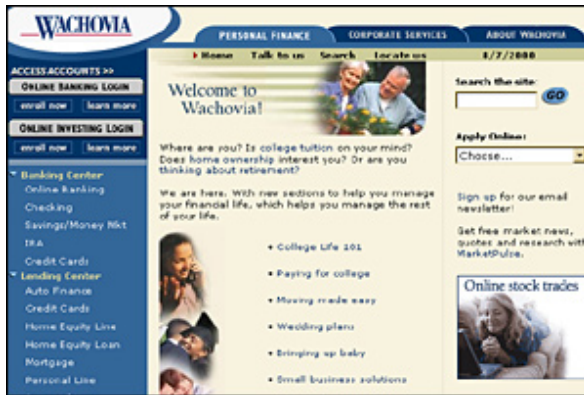 WACHOVIA
PERSONAL FINANCE
CORPORATE SERVICES
ABOUT WACHOVIA
Home Talk to us Search Locate us 8/7/2000
ACCESS ACCOUNTS >>
ONLINE BANKING LOGIN
enroll now learn more
ONLINE INVESTING LOGIN
enroll now learn more
Banking Center
Online Banking
Checking
Savings/Money Mkt
IRA
Credit Cards
Lending Center
Auto Finance
Credit Cards
Home Equity Line
Home Equity Loan
Mortgage
Personal Line
Welcome to
Wachovia!
Where are you? Is college tuition on your mind?
Does home ownership interest you? Or are you
thinking about retirement?
We are here. With new sections to help you manage
your financial life, which helps you manage the rest
of your life.
College Life 101
Paying for college
Moving made easy
Wedding plans
Bringing up baby
Small business solutions
Search the site:
GO
Apply Online:
Choose...
Sign up for our email
newsletter!
Get free market news,
quotes and research with
MarketPulse.
Online stock trades